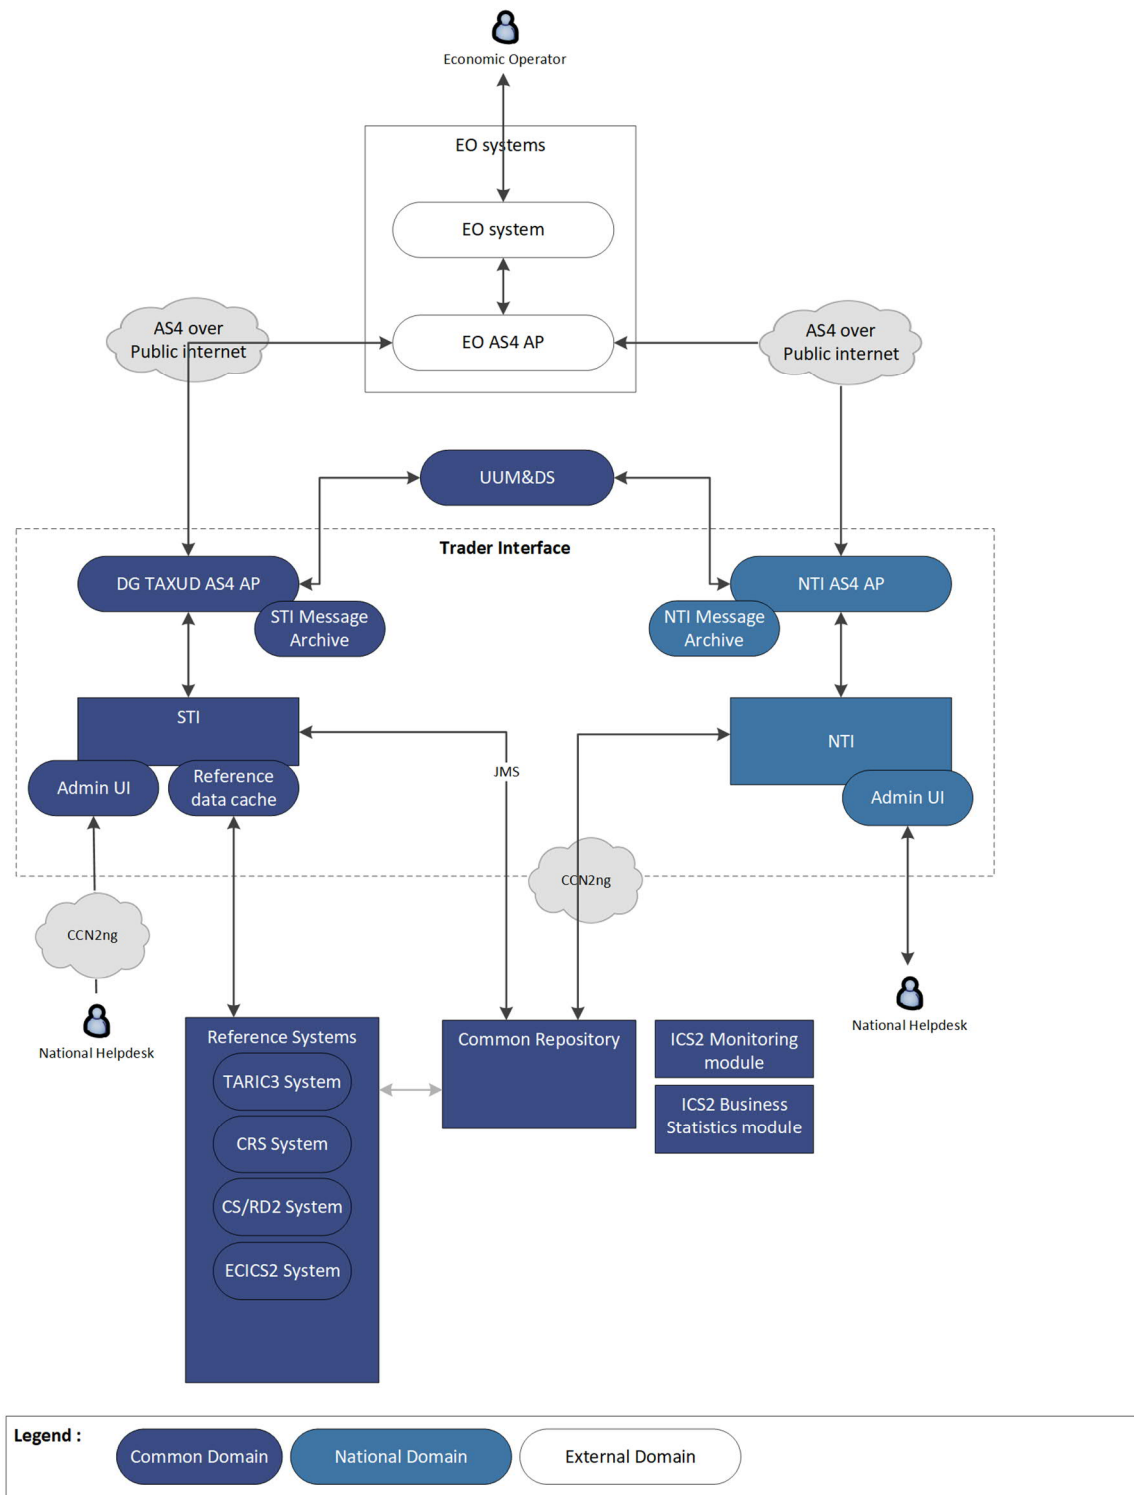 Economic Operator
EO systems
EO system
AS4 over
Public internet
EO AS4 AP
AS4 over
Public internet
UUM&DS
Trader Interface
DG TAXUD AS4 AP
NTI AS4 AP
STI Message
Archive
NTI Message
Archive
STI
NTI
JMS
Admin UI
Reference
data cache
Admin UI
CCN2ng
CCN2ng
National Helpdesk
National Helpdesk
Reference Systems
TARIC3 System
CRS System
CS/RD2 System
ECICS2 System
Common Repository
ICS2 Monitoring
module
ICS2 Business
Statistics module
Legend :
Common Domain
National Domain
External Domain